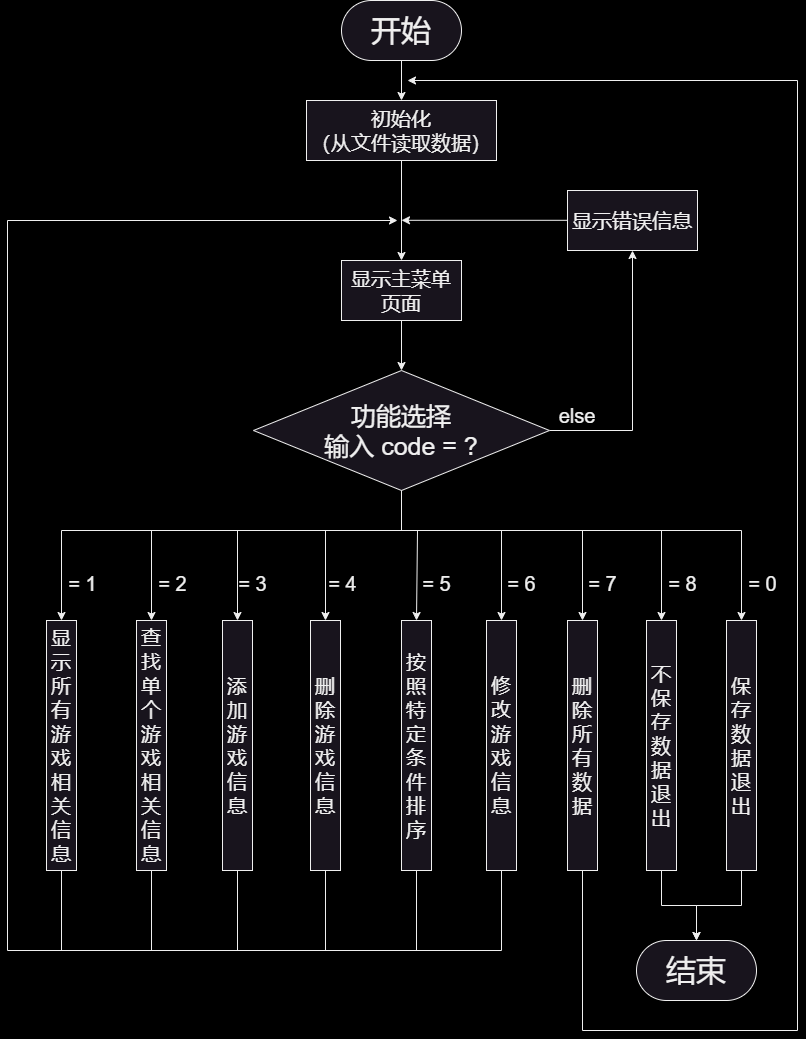 开始
初始化
(从文件读取数据)
显示错误信息
显示主菜单
页面
功能选择
输入 code = ?
else
= 1
= 2
= 3
= 4
= 5
= 6
= 7
= 8
= 0
显示所有游戏相关信息
查找单个游戏相关信息
添加游戏信息
删除游戏信息
按照特定条件排序
修改游戏信息
删除所有数据
不保存数据退出
保存数据退出
结束